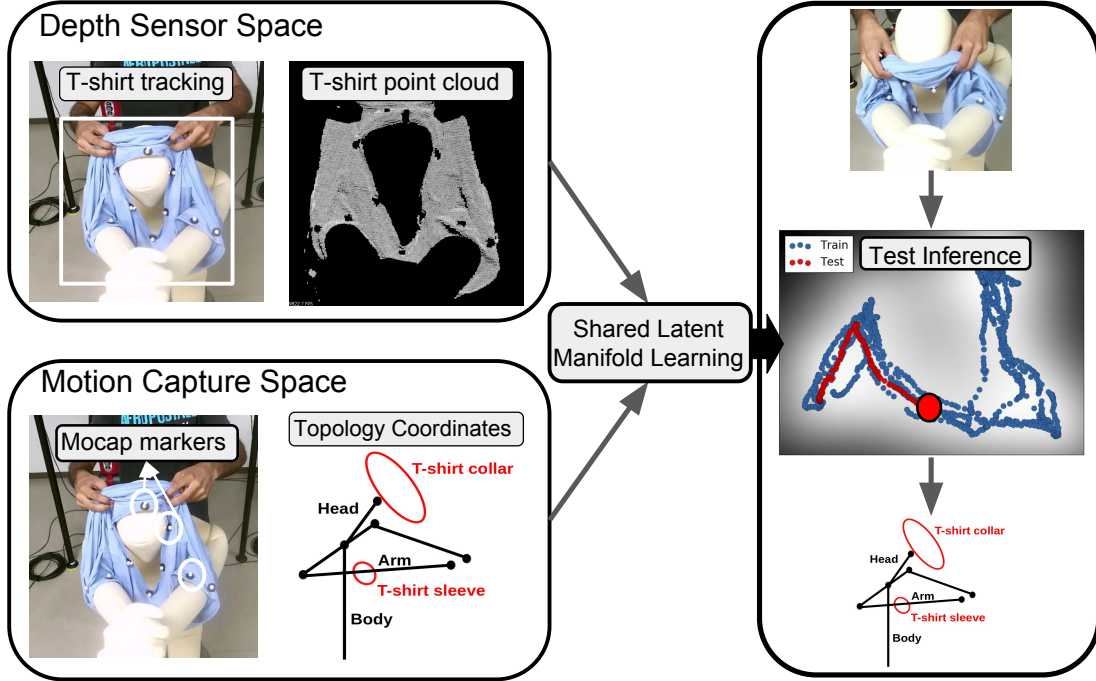 Depth Sensor Space
T-shirt tracking
T-shirt point cloud
Motion Capture Space
Mocap markers
Topology Coordinates
T-shirt collar
Head
Arm
T-shirt sleeve
Body
Shared Latent
Manifold Learning
Train
Test
Test Inference
T-shirt collar
Head
Arm
T-shirt sleeve
Body